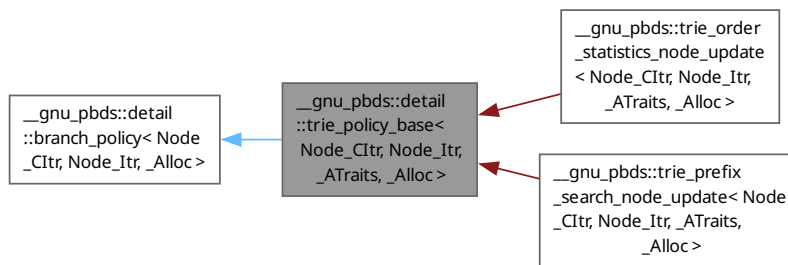 __gnu_pbds::detail
::branch_policy< Node
_CItr, Node_Itr, _Alloc >
__gnu_pbds::detail
::trie_policy_base<
Node_CItr, Node_Itr,
_ATraits, _Alloc >
__gnu_pbds::trie_order
_statistics_node_update
< Node_CItr, Node_Itr,
_ATraits, _Alloc >
__gnu_pbds::trie_prefix
_search_node_update< Node
_CItr, Node_Itr, _ATraits,
_Alloc >